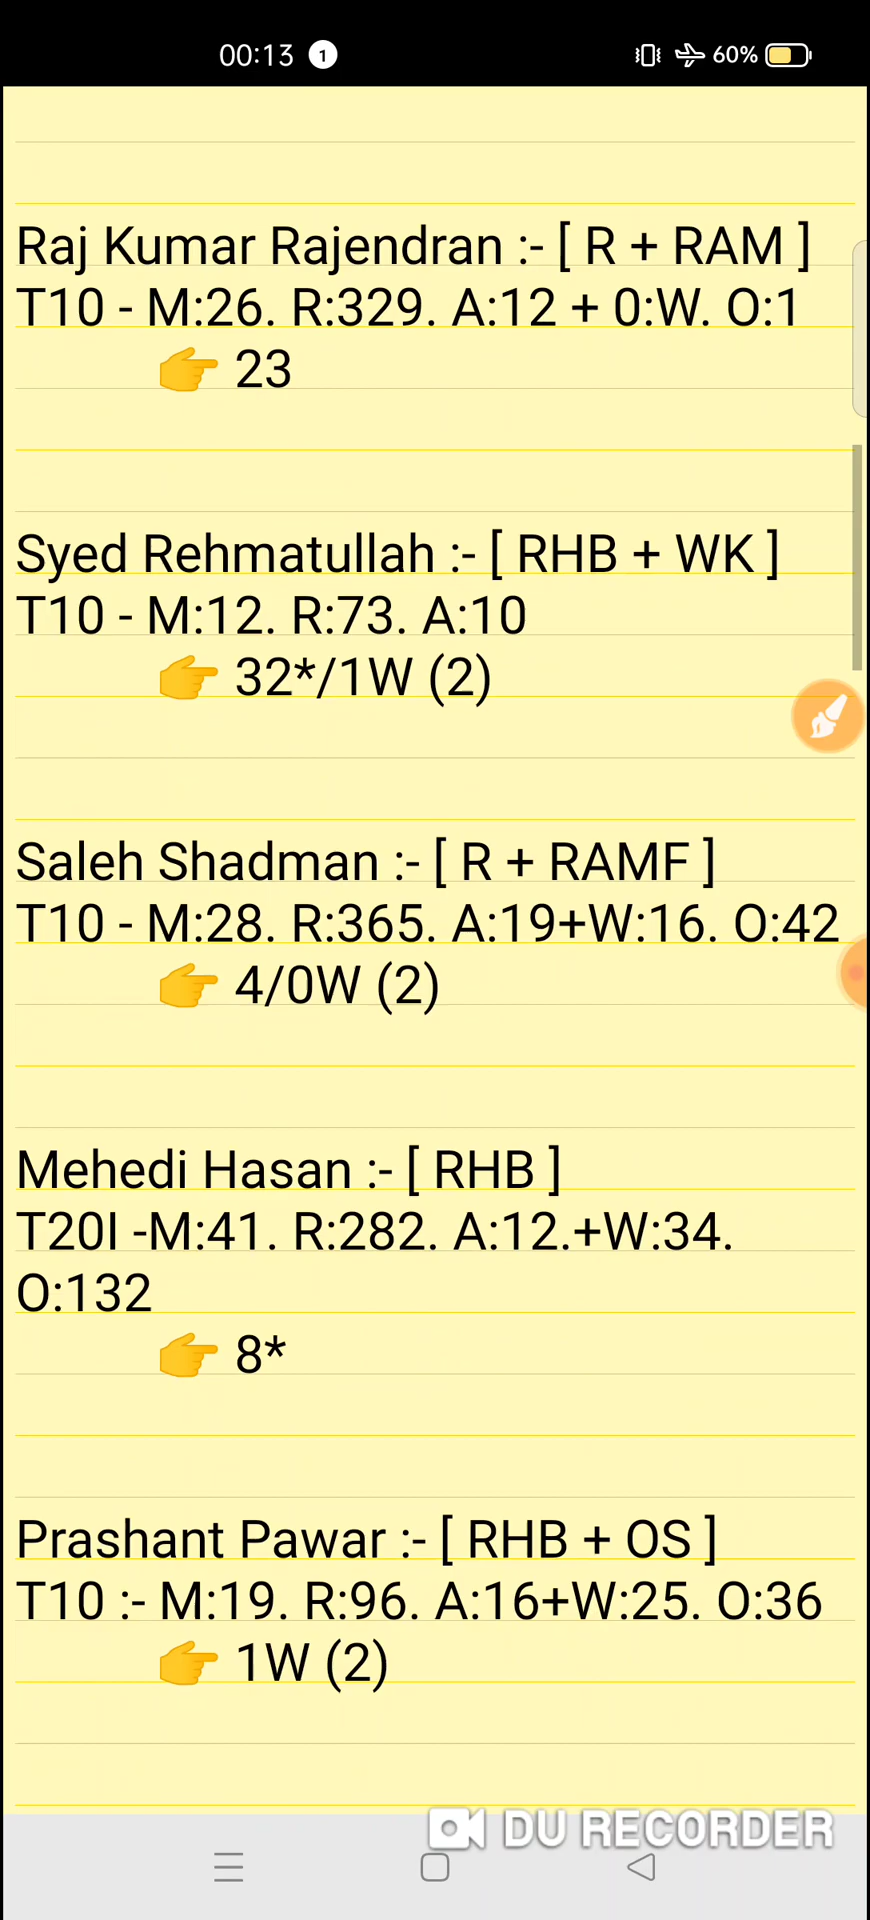 00:13 1 60%
Raj Kumar Rajendran :- [ R + RAM ]
T10 - M:26. R:329. A:12 + 0:W. O:1
👉 23
Syed Rehmatullah :- [ RHB + WK ]
T10 - M:12. R:73. A:10
👉 32*/1W (2)
Saleh Shadman :- [ R + RAMF ]
T10 - M:28. R:365. A:19+W:16. O:42
👉 4/0W (2)
Mehedi Hasan :- [ RHB ]
T20I -M:41. R:282. A:12.+W:34.
O:132
👉 8*
Prashant Pawar :- [ RHB + OS ]
T10 :- M:19. R:96. A:16+W:25. O:36
👉 1W (2)
DU RECORDER